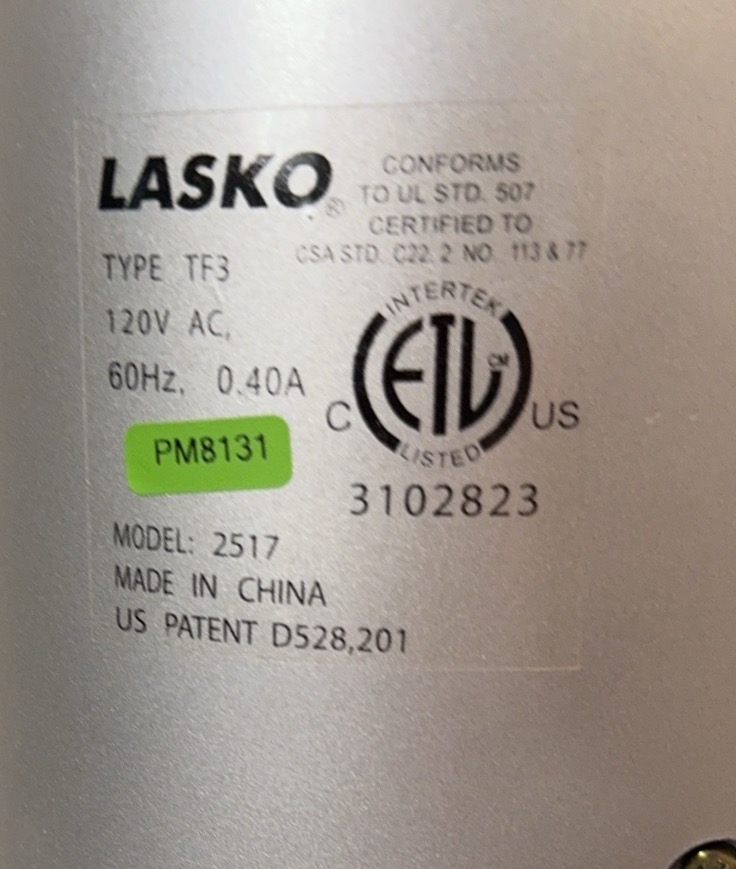 LASKO®
CONFORMS
TO UL STD. 507
CERTIFIED TO
CSA STD. C22. 2 NO. 113 & 77
TYPE TF3
120V AC,
60Hz, 0.40A
INTERTEK
C ETL CM US
LISTED
3102823
PM8131
MODEL: 2517
MADE IN CHINA
US PATENT D528,201